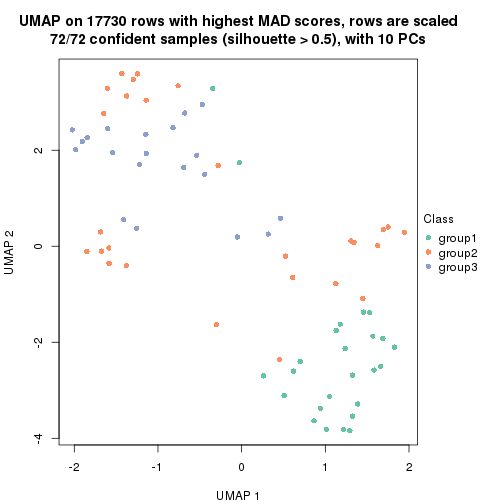 UMAP on 17730 rows with highest MAD scores, rows are scaled
72/72 confident samples (silhouette > 0.5), with 10 PCs
2
0
-2
-4
UMAP 2
-2
-1
0
1
2
UMAP 1
Class
group1
group2
group3